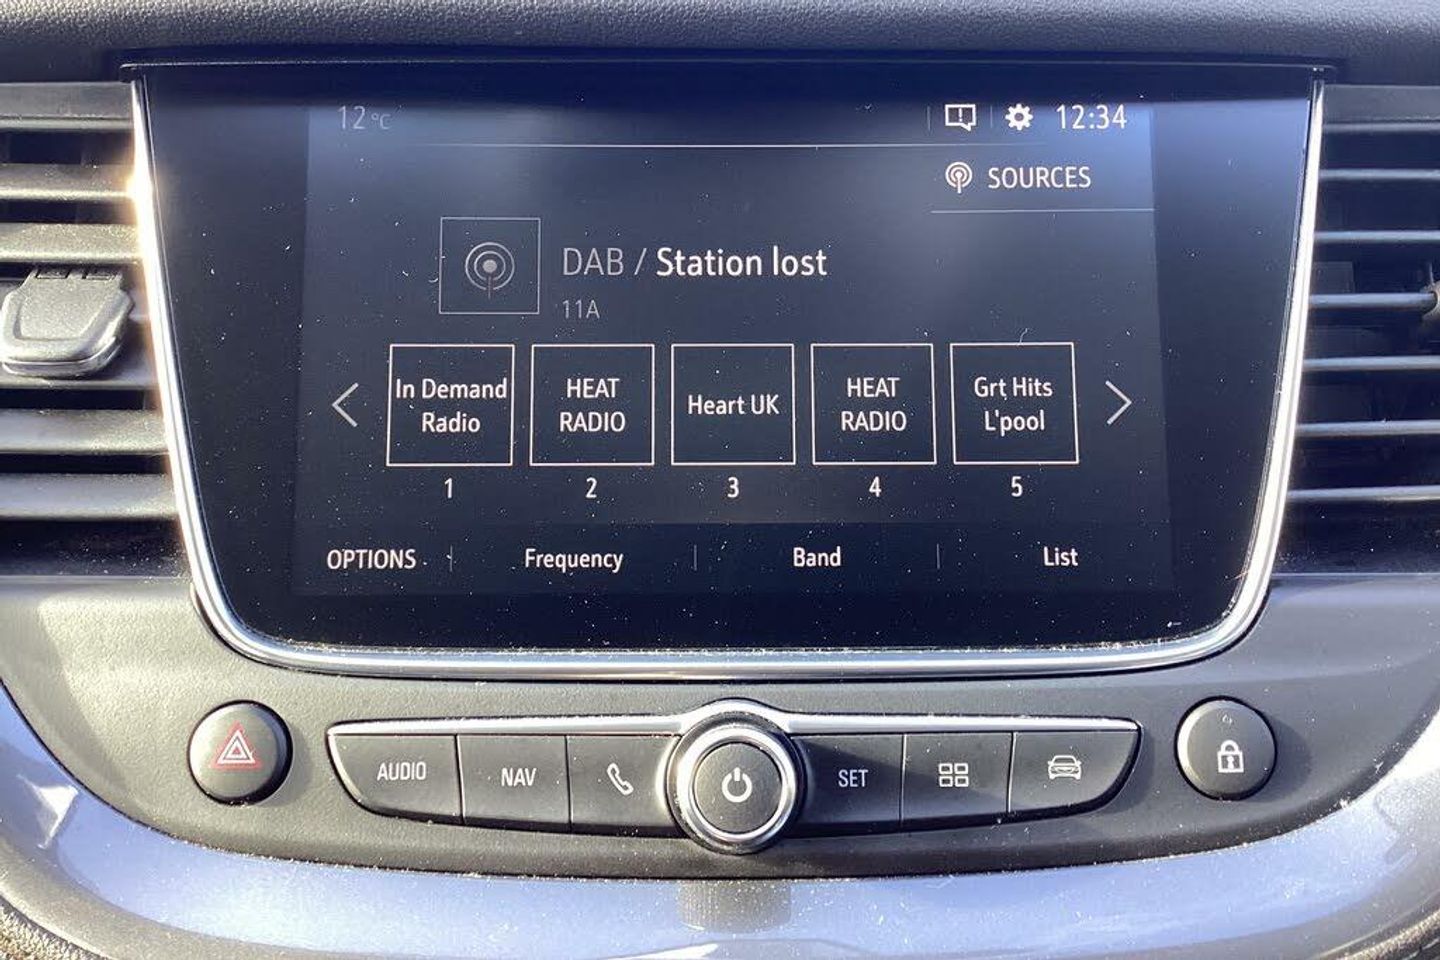 12°C
12:34
SOURCES
DAB / Station lost
11A
In Demand
Radio
HEAT
RADIO
Heart UK
HEAT
RADIO
Grt Hits
L'pool
1 2 3 4 5
OPTIONS Frequency Band List
AUDIO NAV SET